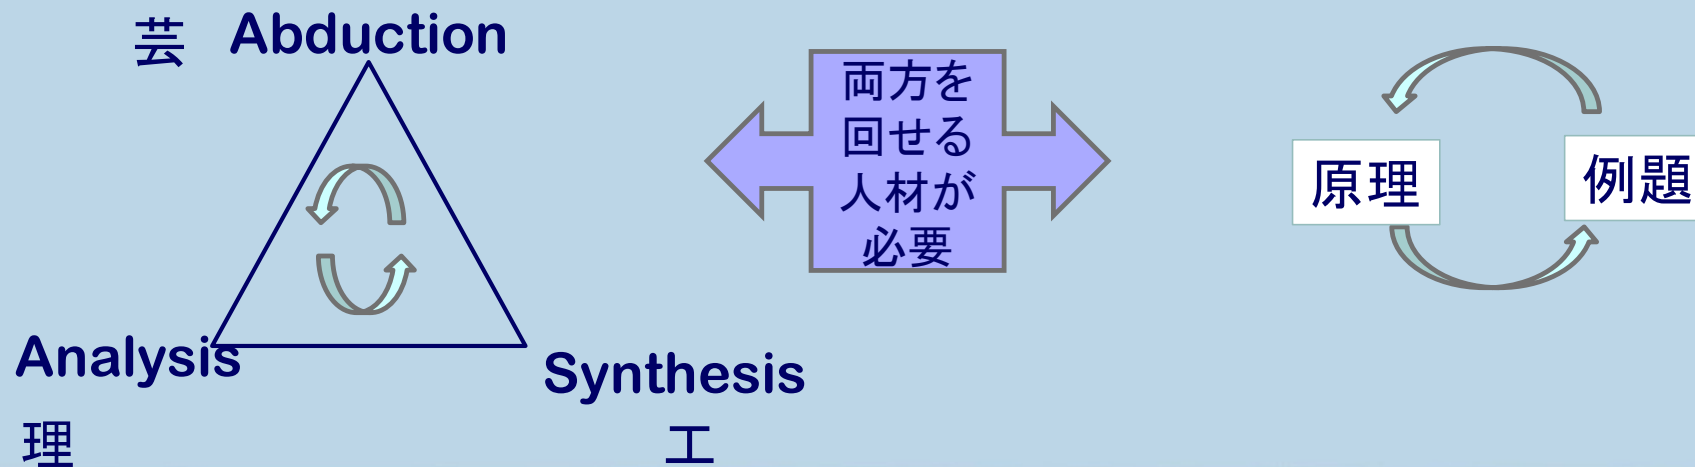 芸 Abduction
両方を
回せる
人材が
必要
原理
例題
Analysis
Synthesis
理
工